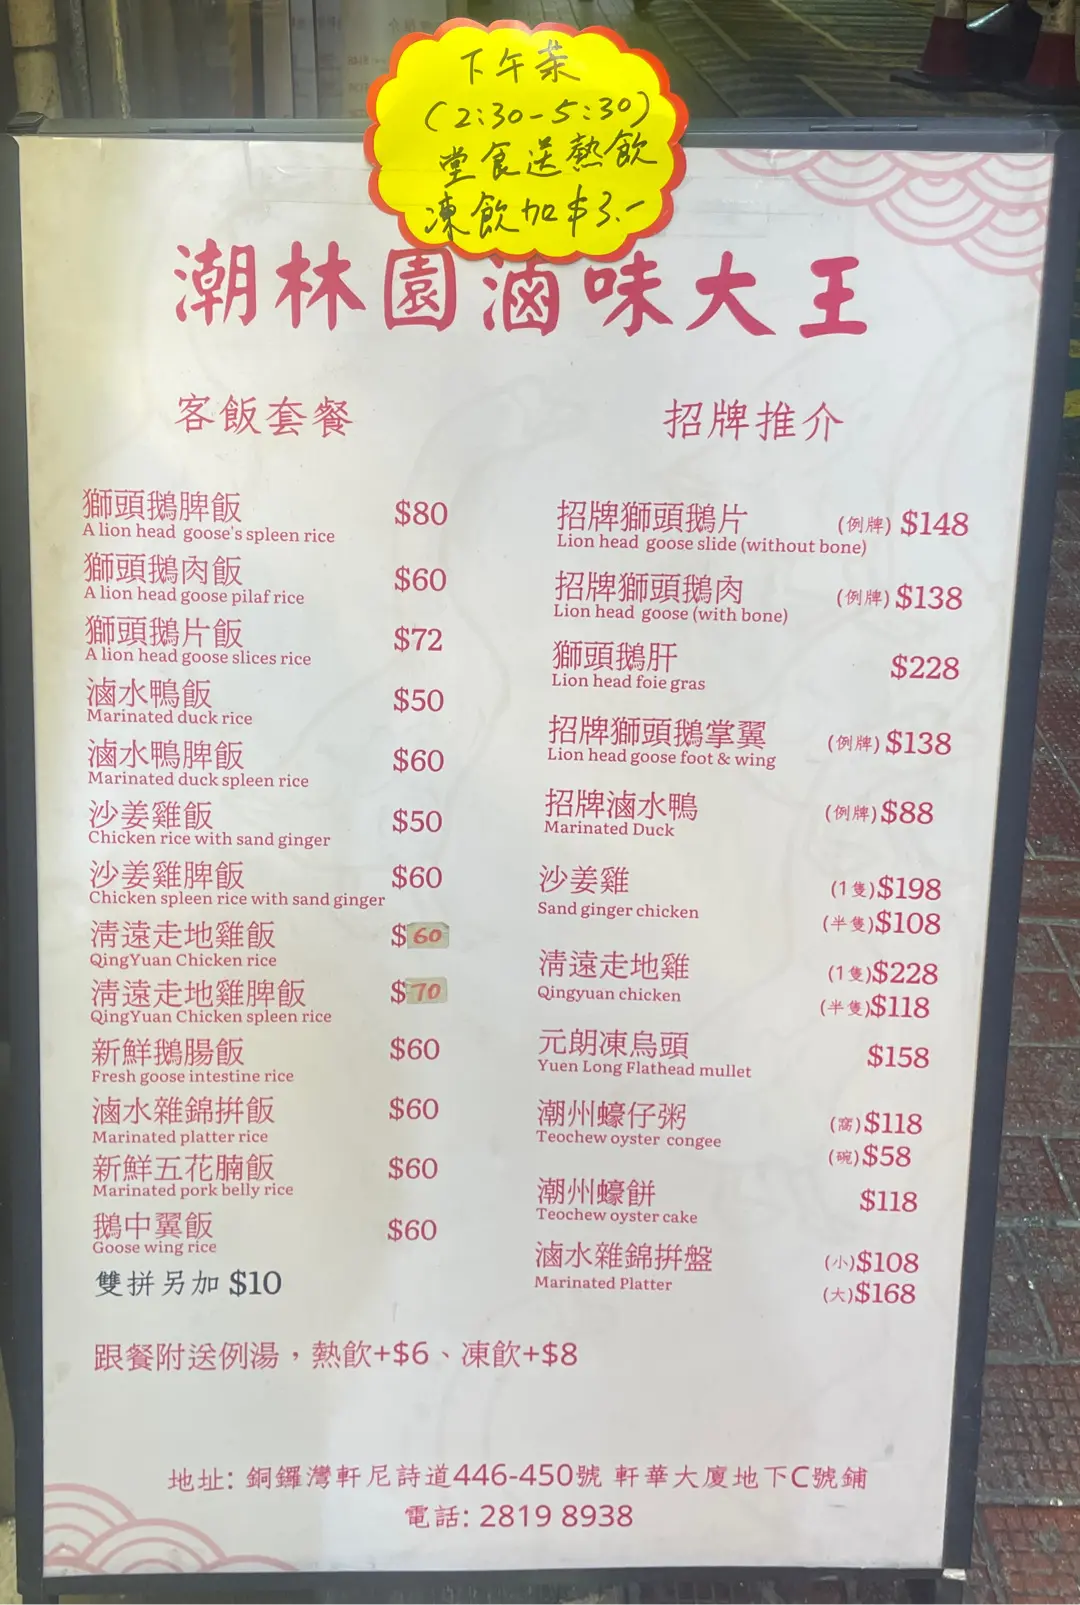 下午茶
(2:30-5:30)
堂食送熱飲
凍飲加$3.-
潮林園滷味大王
客飯套餐
獅頭鵝脾飯 $80
A lion head goose's spleen rice
獅頭鵝肉飯 $60
A lion head goose pilaf rice
獅頭鵝片飯 $72
A lion head goose slices rice
滷水鴨飯 $50
Marinated duck rice
滷水鴨脾飯 $60
Marinated duck spleen rice
沙姜雞飯 $50
Chicken rice with sand ginger
沙姜雞脾飯 $60
Chicken spleen rice with sand ginger
清遠走地雞飯 $60
QingYuan Chicken rice
清遠走地雞脾飯 $70
QingYuan Chicken spleen rice
新鮮鵝腸飯 $60
Fresh goose intestine rice
滷水雜錦拼飯 $60
Marinated platter rice
新鮮五花腩飯 $60
Marinated pork belly rice
鵝中翼飯 $60
Goose wing rice
雙拼另加 $10
招牌推介
招牌獅頭鵝片 (例牌) $148
Lion head goose slide (without bone)
招牌獅頭鵝肉 (例牌) $138
Lion head goose (with bone)
獅頭鵝肝 $228
Lion head foie gras
招牌獅頭鵝掌翼 (例牌) $138
Lion head goose foot & wing
招牌滷水鴨 (例牌) $88
Marinated Duck
沙姜雞 (1隻)$198
Sand ginger chicken (半隻)$108
清遠走地雞 (1隻)$228
Qingyuan chicken (半隻)$118
元朗凍烏頭 $158
Yuen Long Flathead mullet
潮州蠔仔粥 (窩)$118
Teochew oyster congee (碗)$58
潮州蠔餅 $118
Teochew oyster cake
滷水雜錦拼盤 (小)$108
Marinated Platter (大)$168
跟餐附送例湯，熱飲+$6、凍飲+$8
地址: 銅鑼灣軒尼詩道446-450號 軒華大廈地下C號鋪
電話: 2819 8938